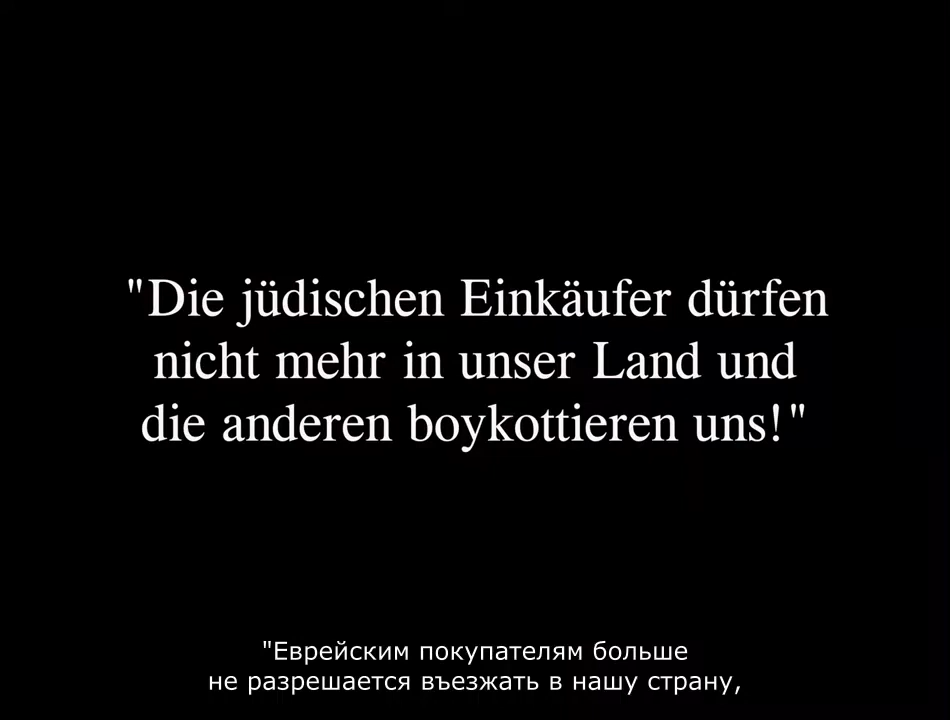 "Die jüdischen Einkäufer dürfen
nicht mehr in unser Land und
die anderen boykottieren uns!"
"Еврейским покупателям больше
не разрешается въезжать в нашу страну,